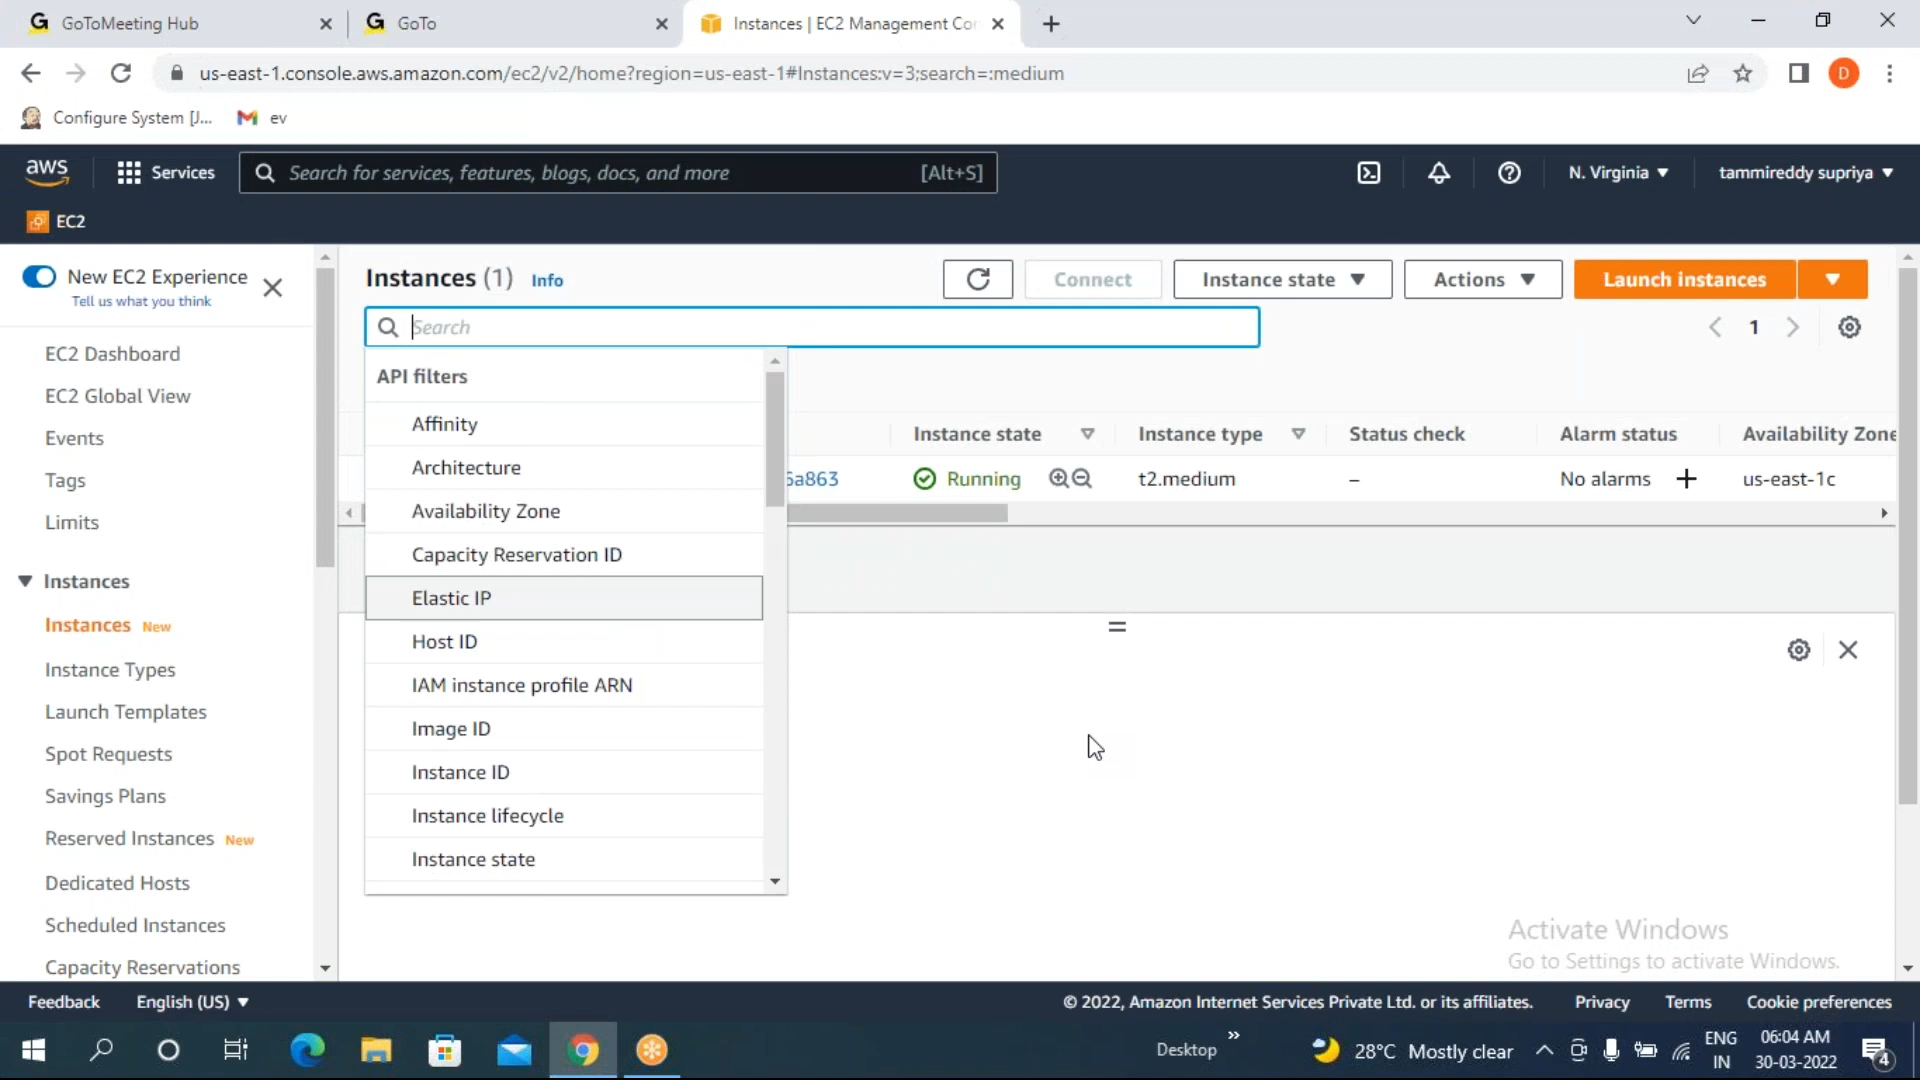 GoToMeeting Hub
GoTo
Instances | EC2 Management Con
us-east-1.console.aws.amazon.com/ec2/v2/home?region=us-east-1#Instances:v=3;search=:medium
D
Configure System [J...
ev
aws
Services
Search for services, features, blogs, docs, and more
[Alt+S]
N. Virginia
tammireddy supriya
EC2
New EC2 Experience
Tell us what you think
EC2 Dashboard
EC2 Global View
Events
Tags
Limits
Instances
Instances New
Instance Types
Launch Templates
Spot Requests
Savings Plans
Reserved Instances New
Dedicated Hosts
Scheduled Instances
Capacity Reservations
Instances (1) Info
Connect
Instance state
Actions
Launch instances
Search
1
API filters
Affinity
Architecture
Availability Zone
Capacity Reservation ID
Elastic IP
Host ID
IAM instance profile ARN
Image ID
Instance ID
Instance lifecycle
Instance state
Instance state Instance type Status check Alarm status Availability Zone
6a863 Running t2.medium – No alarms + us-east-1c
Activate Windows
Go to Settings to activate Windows.
Feedback English (US) © 2022, Amazon Internet Services Private Ltd. or its affiliates. Privacy Terms Cookie preferences
Desktop
28°C Mostly clear
ENG
IN
06:04 AM
30-03-2022
4